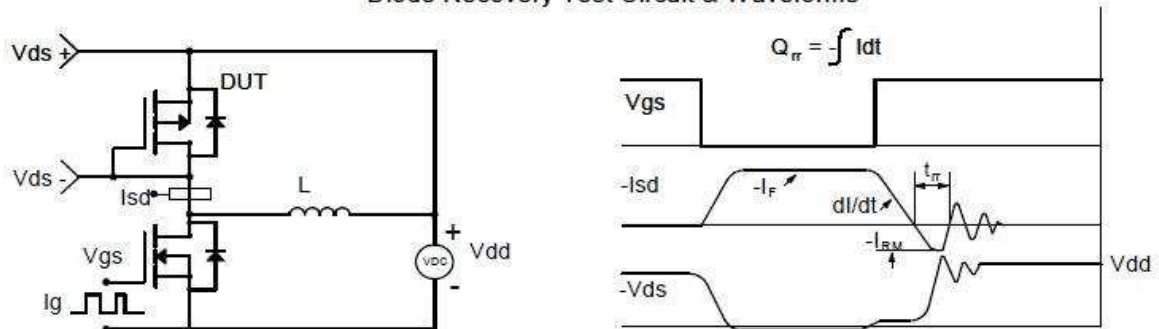 Diode Recovery Test Circuit & Waveforms
Vds +
DUT
Vds -
Isd
L
Vgs
Ig
+
VDC
-
Vdd
Qrr = -∫ Idt
Vgs
-Isd
-IF
dI/dt
trr
-IRM
Vdd
-Vds